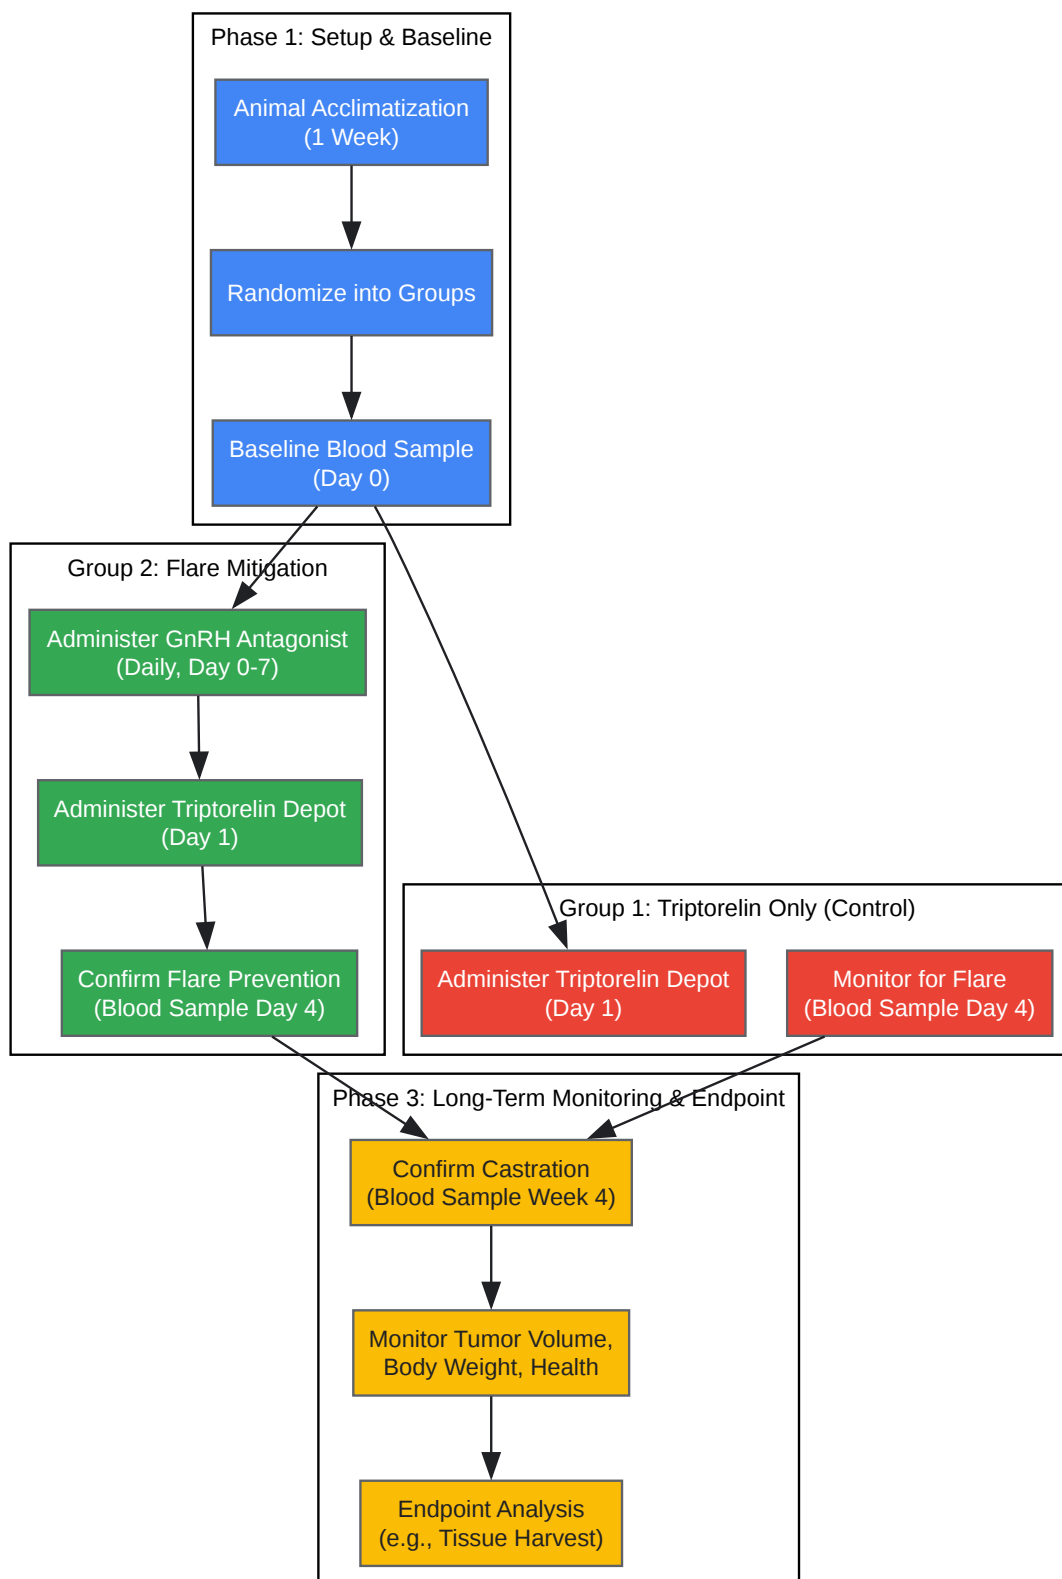 Phase 1: Setup & Baseline
Animal Acclimatization
(1 Week)
Randomize into Groups
Baseline Blood Sample
(Day 0)
Group 2: Flare Mitigation
Administer GnRH Antagonist
(Daily, Day 0-7)
Administer Triptorelin Depot
(Day 1)
Confirm Flare Prevention
(Blood Sample Day 4)
Group 1: Triptorelin Only (Control)
Administer Triptorelin Depot
(Day 1)
Monitor for Flare
(Blood Sample Day 4)
Phase 3: Long-Term Monitoring & Endpoint
Confirm Castration
(Blood Sample Week 4)
Monitor Tumor Volume,
Body Weight, Health
Endpoint Analysis
(e.g., Tissue Harvest)